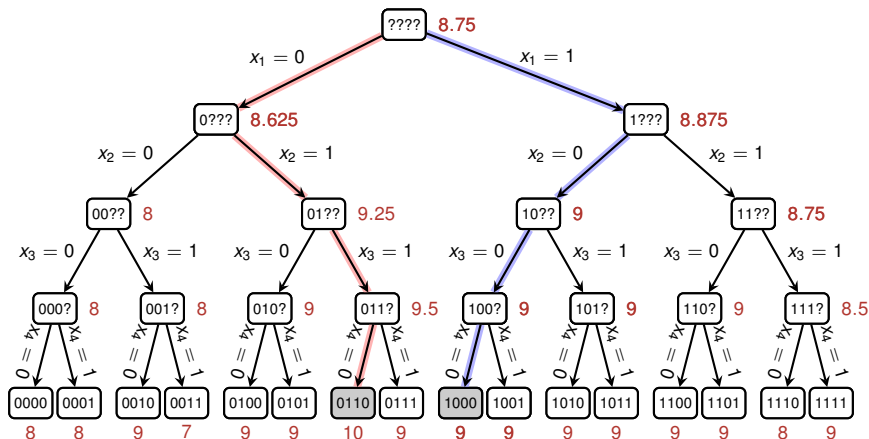 ???? 8.75
x₁ = 0 x₁ = 1
0??? 8.625 1??? 8.875
x₂ = 0 x₂ = 1 x₂ = 0 x₂ = 1
00?? 8 01?? 9.25 10?? 9 11?? 8.75
x₃ = 0 x₃ = 1 x₃ = 0 x₃ = 1 x₃ = 0 x₃ = 1 x₃ = 0 x₃ = 1
000? 8 001? 8 010? 9 011? 9.5 100? 9 101? 9 110? 9 111? 8.5
x₄ = 0 x₄ = 1 x₄ = 0 x₄ = 1 x₄ = 0 x₄ = 1 x₄ = 0 x₄ = 1 x₄ = 0 x₄ = 1 x₄ = 0 x₄ = 1 x₄ = 0 x₄ = 1 x₄ = 0 x₄ = 1
0000 0001 0010 0011 0100 0101 0110 0111 1000 1001 1010 1011 1100 1101 1110 1111
8 8 9 7 9 9 10 9 9 9 9 9 9 9 8 9